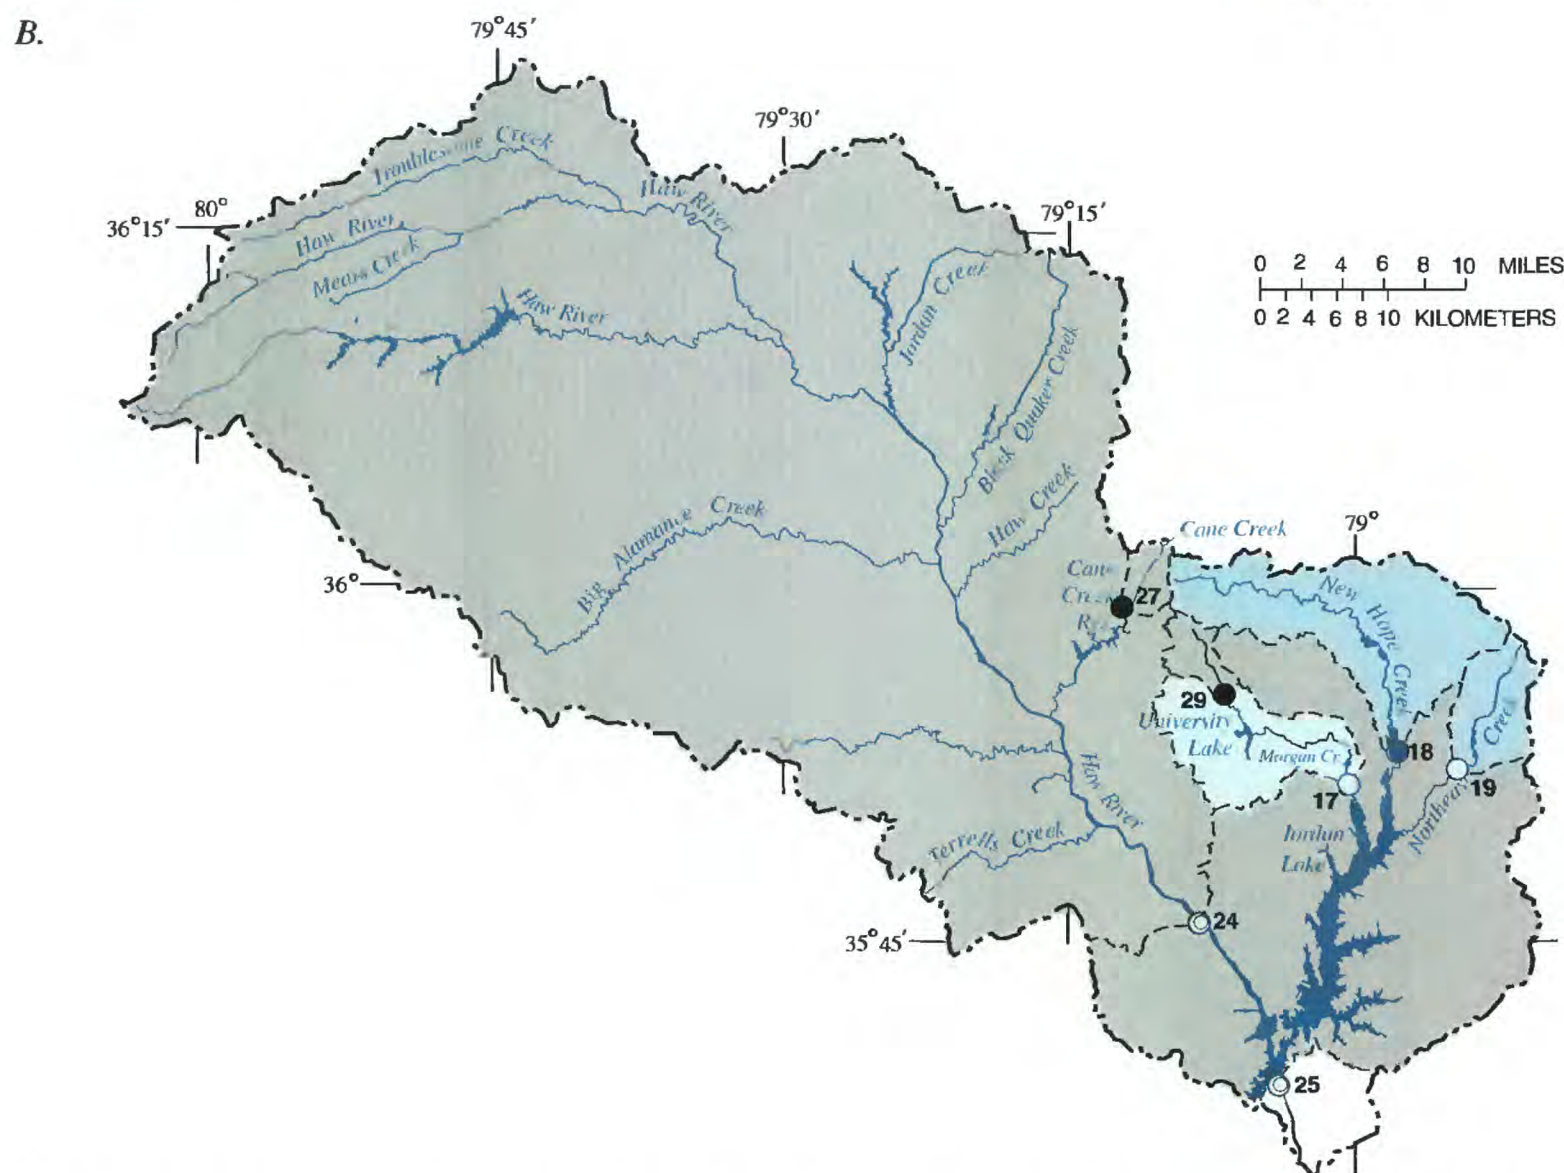 B.
79°45′
79°30′
Troublesome Creek
Haw River
36°15′
80°
79°15′
Haw River
Mears Creek
Jordan Creek
0 2 4 6 8 10 MILES
0 2 4 6 8 10 KILOMETERS
Haw River
Quaker Creek
Haw Creek
Big Alamance Creek
Cane Creek
79°
36°
Cane
Creek
27
New Hope Creek
29
University
Lake
Morgan Cr.
18
Creek
17
19
Haw River
Jordan
Lake
Northeast
Terrells Creek
24
35°45′
25